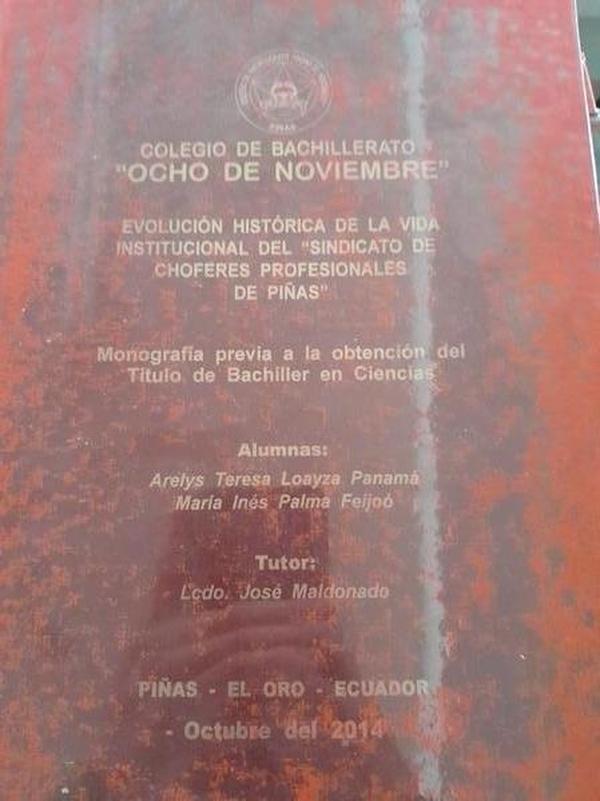 PIÑAS
COLEGIO DE BACHILLERATO
"OCHO DE NOVIEMBRE"
EVOLUCIÓN HISTÓRICA DE LA VIDA
INSTITUCIONAL DEL "SINDICATO DE
CHOFERES PROFESIONALES
DE PIÑAS"
Monografía previa a la obtención del
Título de Bachiller en Ciencias
Alumnas:
Arelys Teresa Loayza Panamá
María Inés Palma Feijoó
Tutor:
Lcdo. José Maldonado
PIÑAS - EL ORO - ECUADOR
- Octubre del 2014